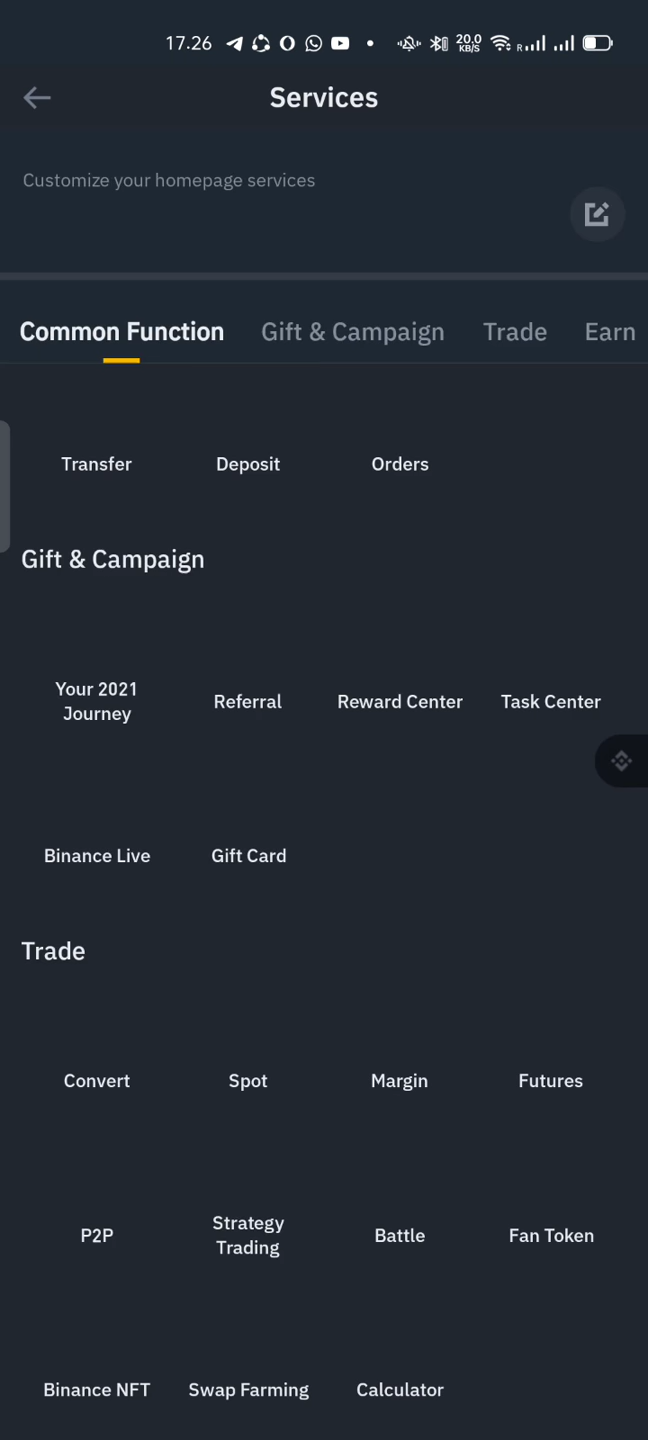 17.26
20.0
KB/S
R
Services
Customize your homepage services
Common Function Gift & Campaign Trade Earn
Transfer Deposit Orders
Gift & Campaign
Your 2021
Journey
Referral Reward Center Task Center
Binance Live Gift Card
Trade
Convert Spot Margin Futures
P2P
Strategy
Trading
Battle Fan Token
Binance NFT Swap Farming Calculator